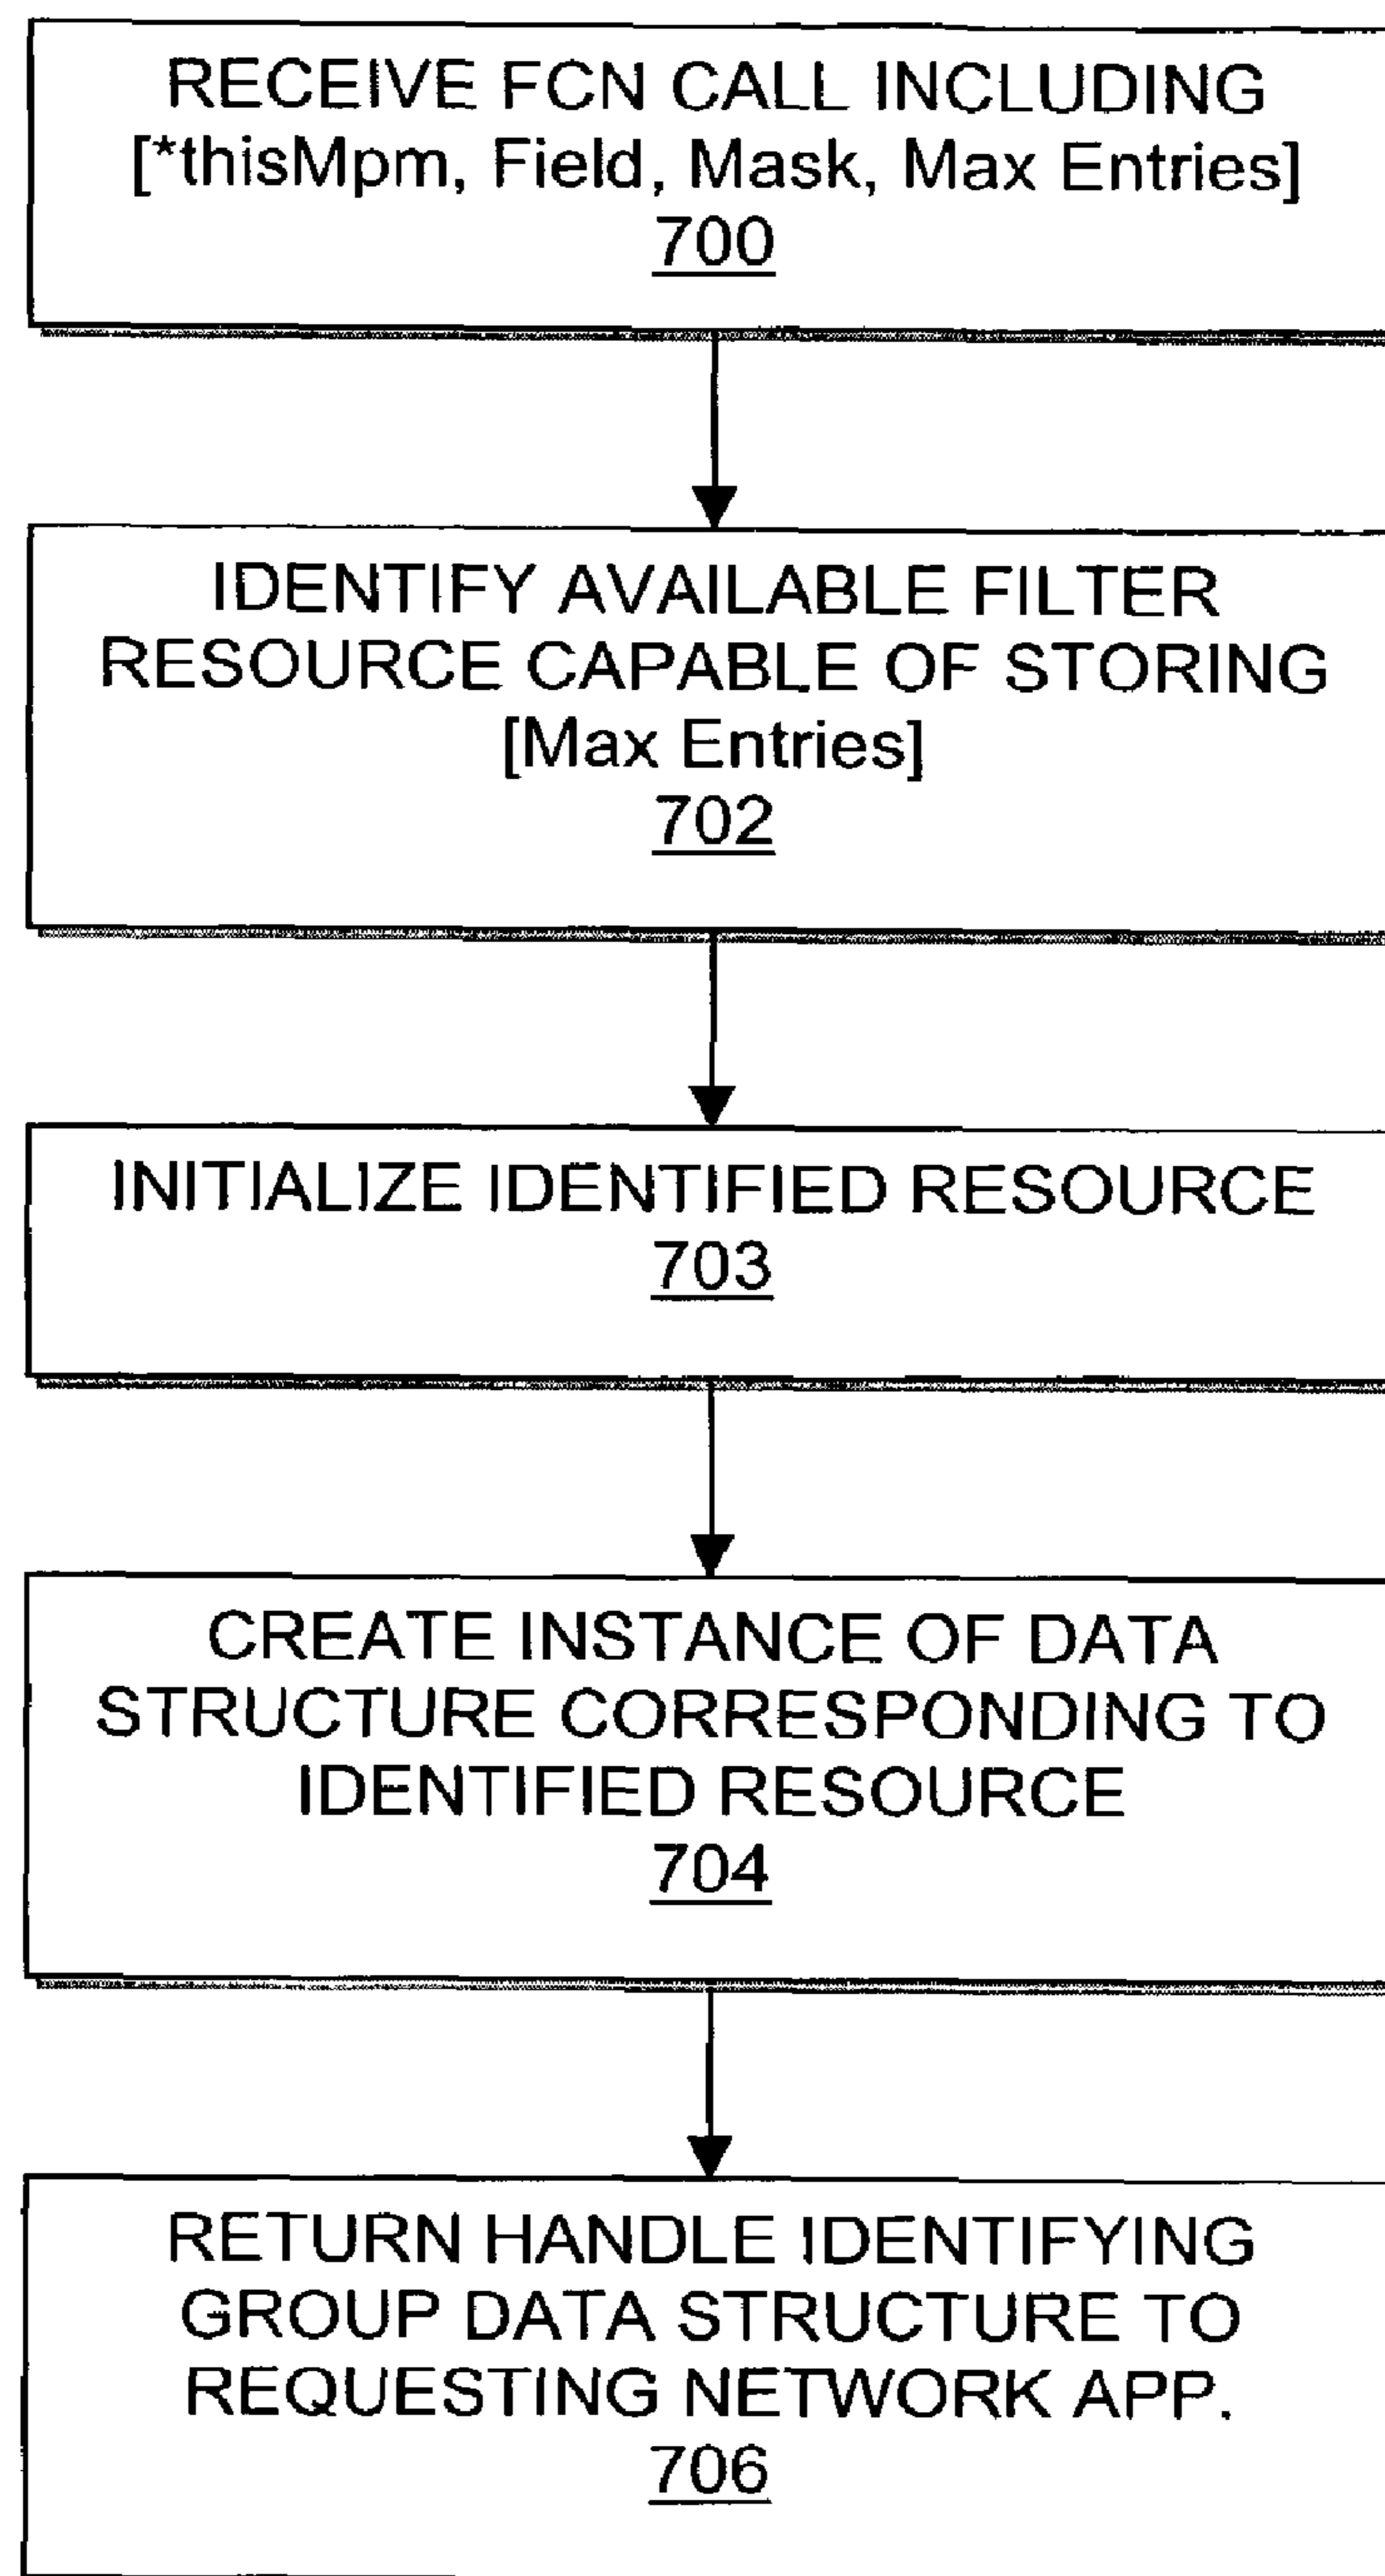 RECEIVE FCN CALL INCLUDING
[*thisMpm, Field, Mask, Max Entries]
700
IDENTIFY AVAILABLE FILTER
RESOURCE CAPABLE OF STORING
[Max Entries]
702
INITIALIZE IDENTIFIED RESOURCE
703
CREATE INSTANCE OF DATA
STRUCTURE CORRESPONDING TO
IDENTIFIED RESOURCE
704
RETURN HANDLE IDENTIFYING
GROUP DATA STRUCTURE TO
REQUESTING NETWORK APP.
706